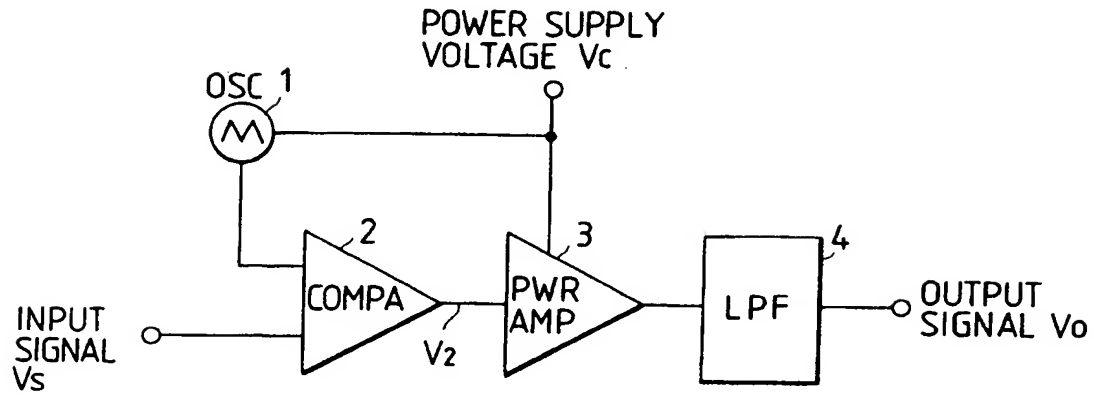 POWER SUPPLY
VOLTAGE Vc
OSC 1
2
3
4
COMPA
PWR
AMP
LPF
V2
INPUT
SIGNAL
Vs
OUTPUT
SIGNAL Vo